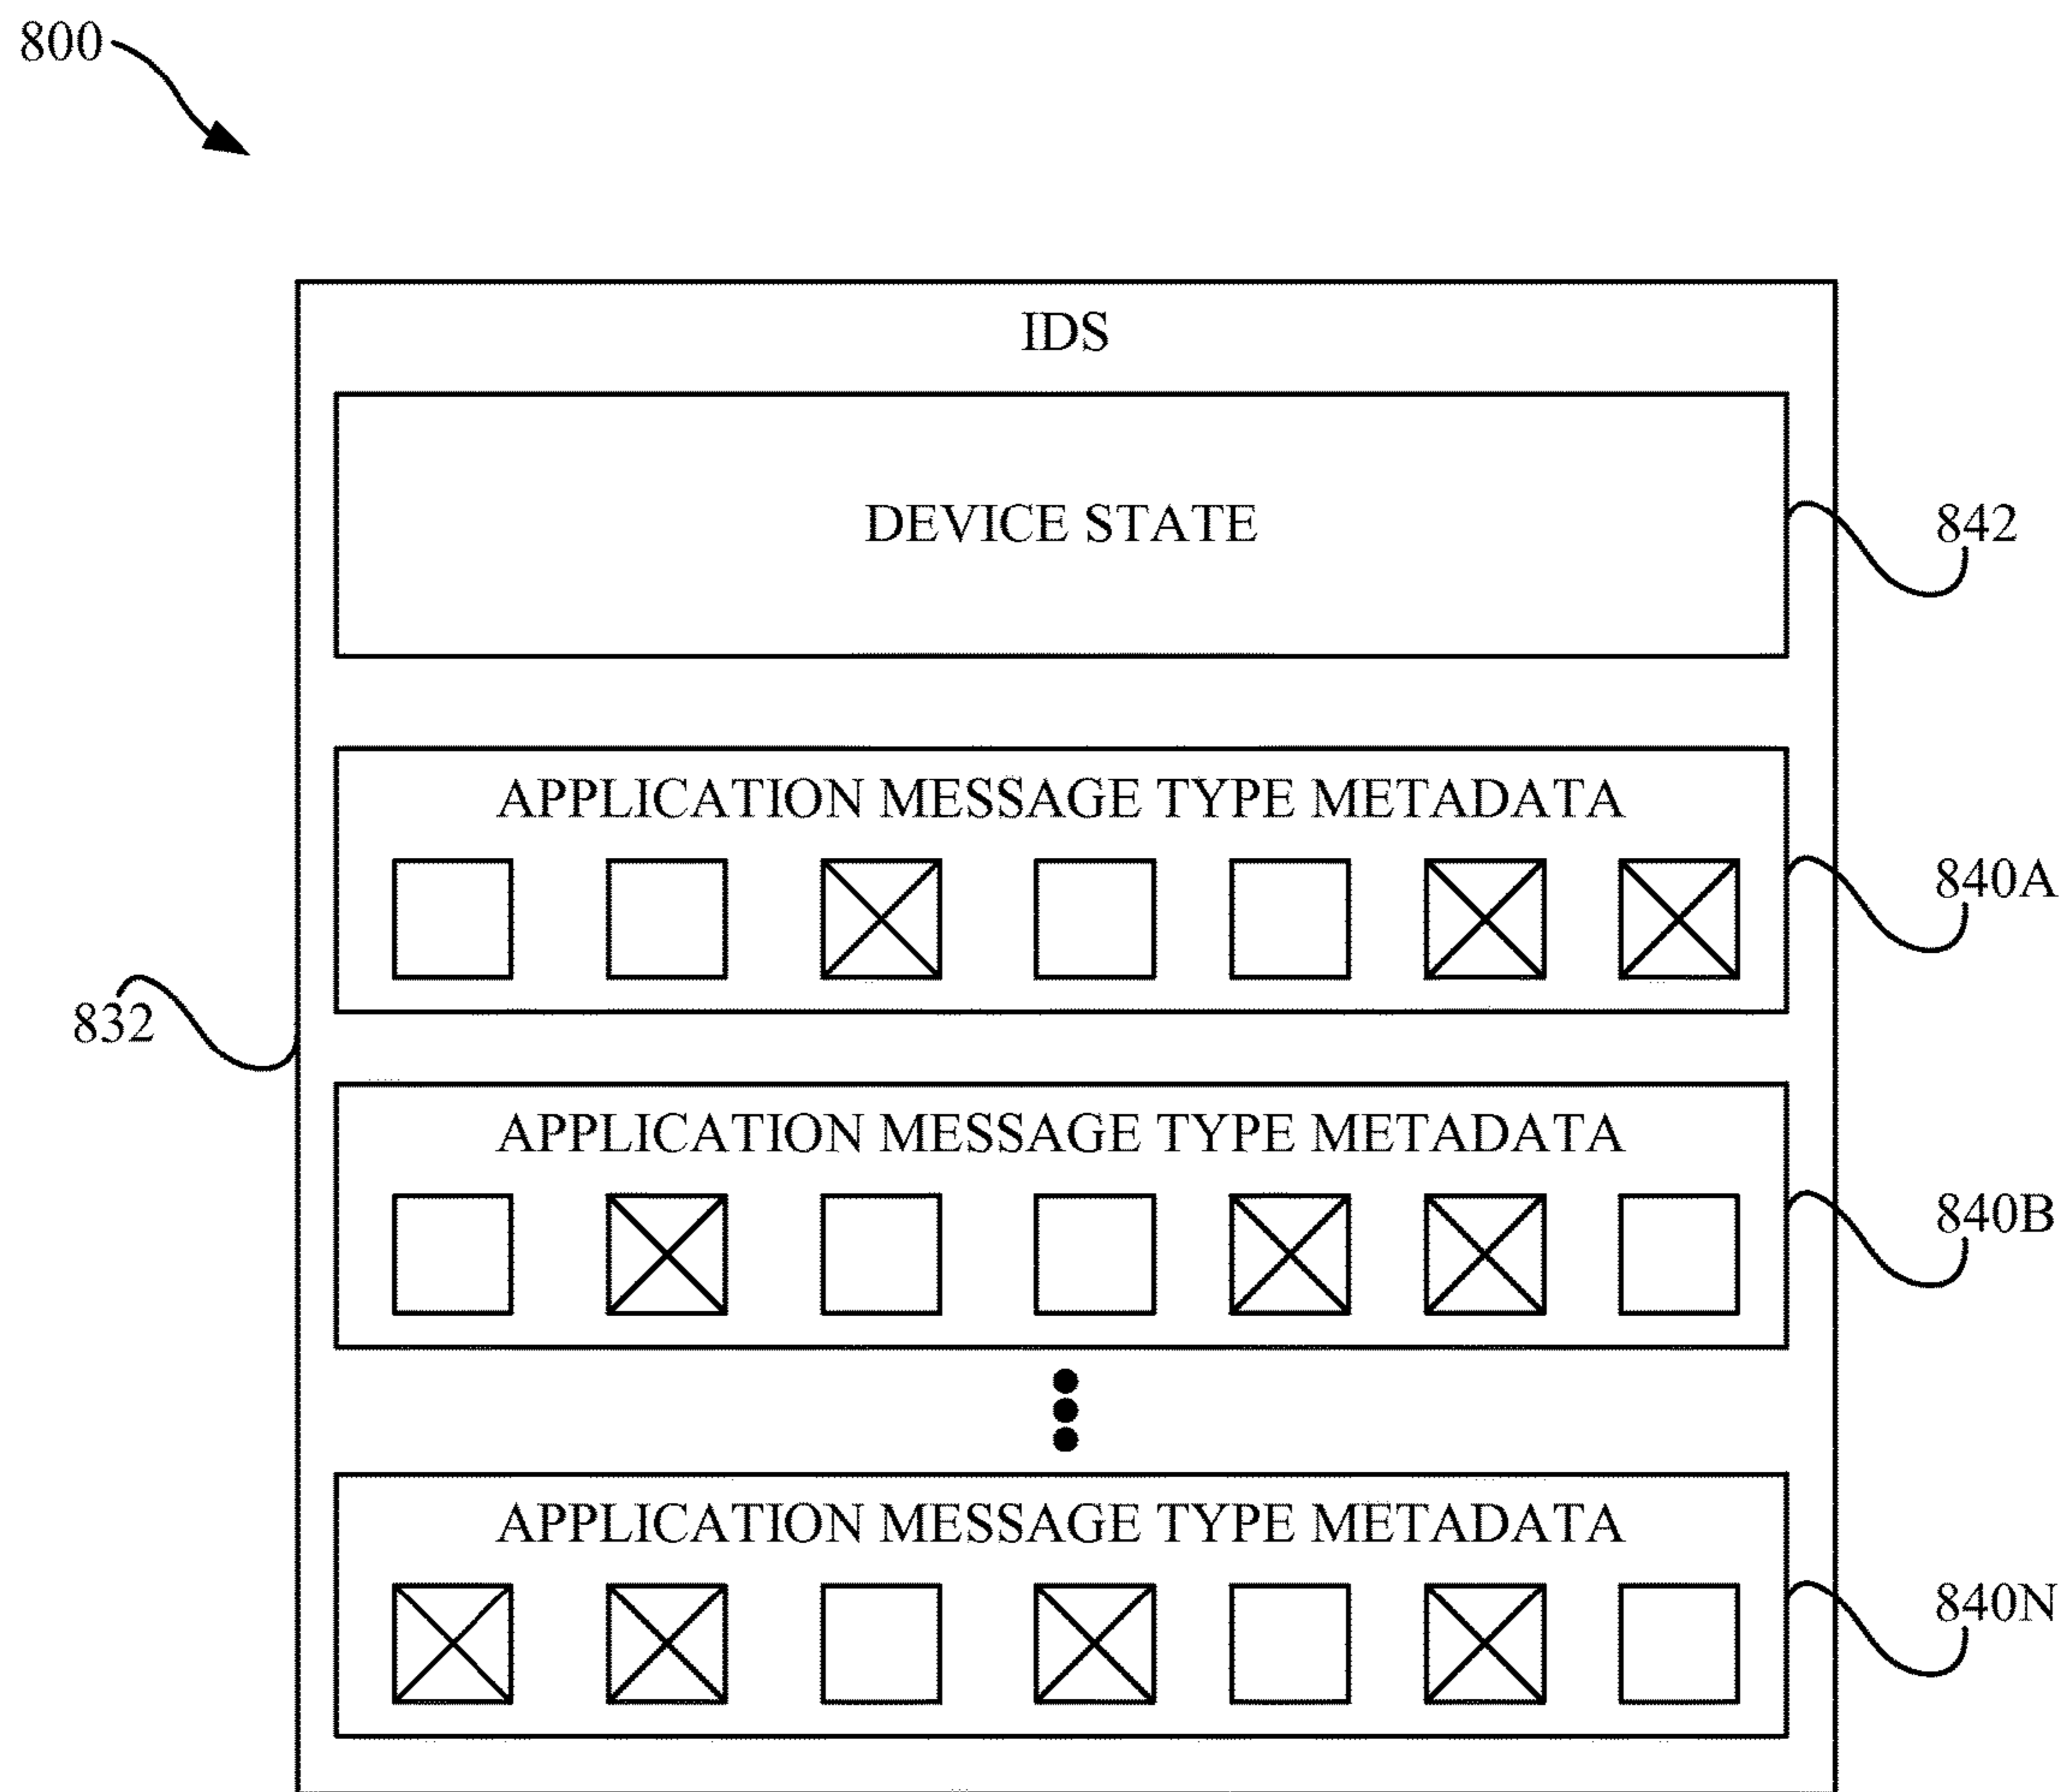 800
IDS
DEVICE STATE
842
APPLICATION MESSAGE TYPE METADATA
840A
832
APPLICATION MESSAGE TYPE METADATA
840B
APPLICATION MESSAGE TYPE METADATA
840N